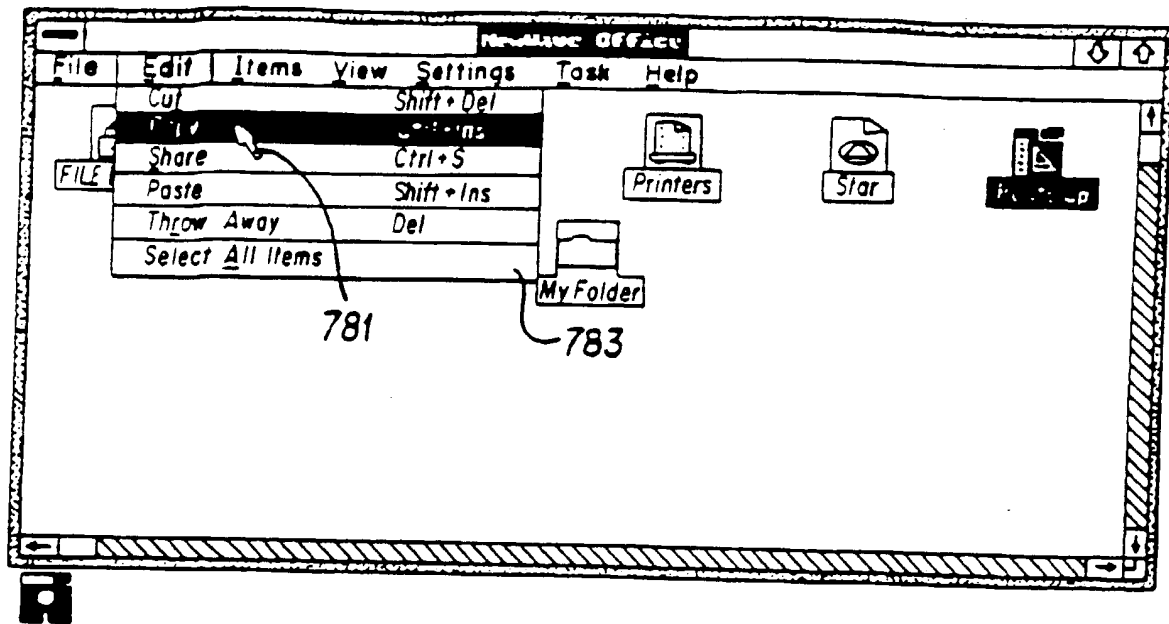 NewWave Office
File Edit Items View Settings Task Help
Cut Shift+Del
Copy
Share Ctrl+S
Paste Shift+Ins
Throw Away Del
Select All Items
FILE
Printers
Star
My Folder
781
783